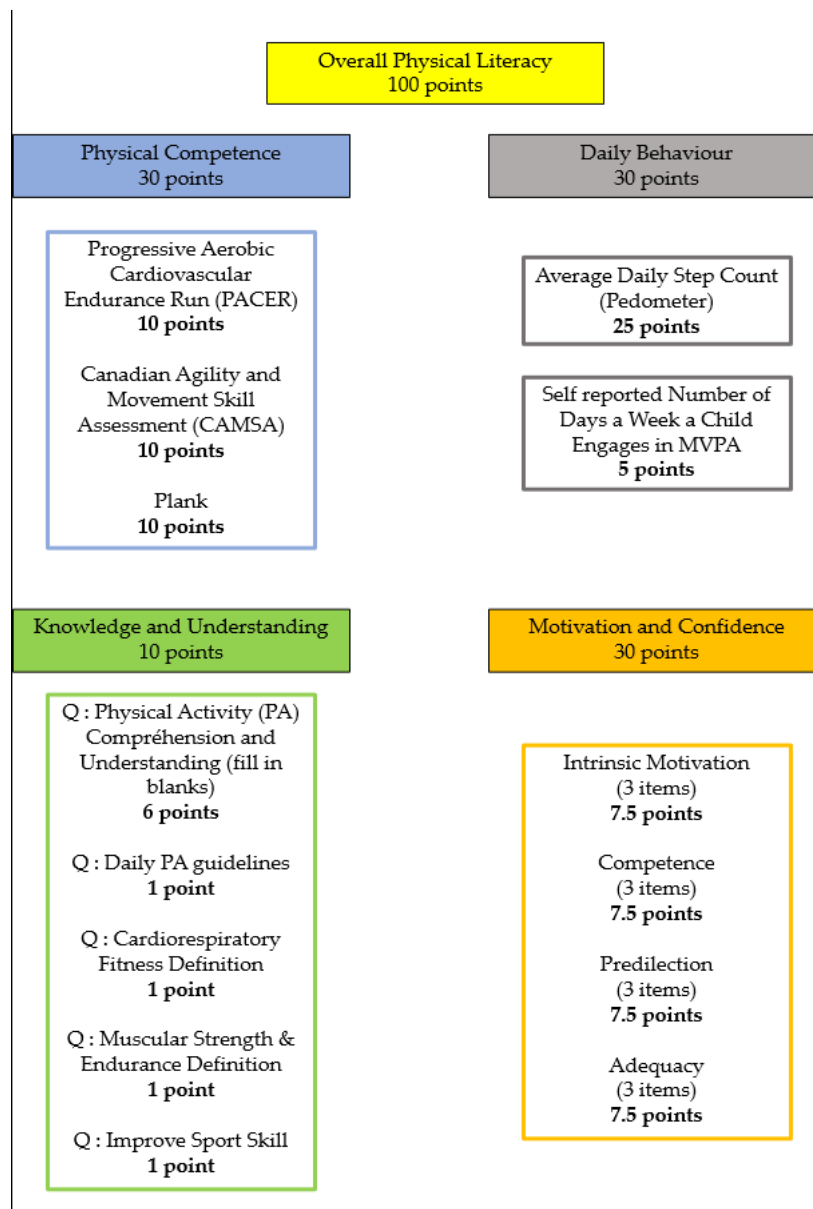 Overall Physical Literacy
100 points
Physical Competence
30 points
Daily Behaviour
30 points
Progressive Aerobic
Cardiovascular
Endurance Run (PACER)
10 points
Canadian Agility and
Movement Skill
Assessment (CAMSA)
10 points
Plank
10 points
Average Daily Step Count
(Pedometer)
25 points
Self reported Number of
Days a Week a Child
Engages in MVPA
5 points
Knowledge and Understanding
10 points
Motivation and Confidence
30 points
Q : Physical Activity (PA)
Compréhension and
Understanding (fill in
blanks)
6 points
Q : Daily PA guidelines
1 point
Q : Cardiorespiratory
Fitness Definition
1 point
Q : Muscular Strength &
Endurance Definition
1 point
Q : Improve Sport Skill
1 point
Intrinsic Motivation
(3 items)
7.5 points
Competence
(3 items)
7.5 points
Predilection
(3 items)
7.5 points
Adequacy
(3 items)
7.5 points